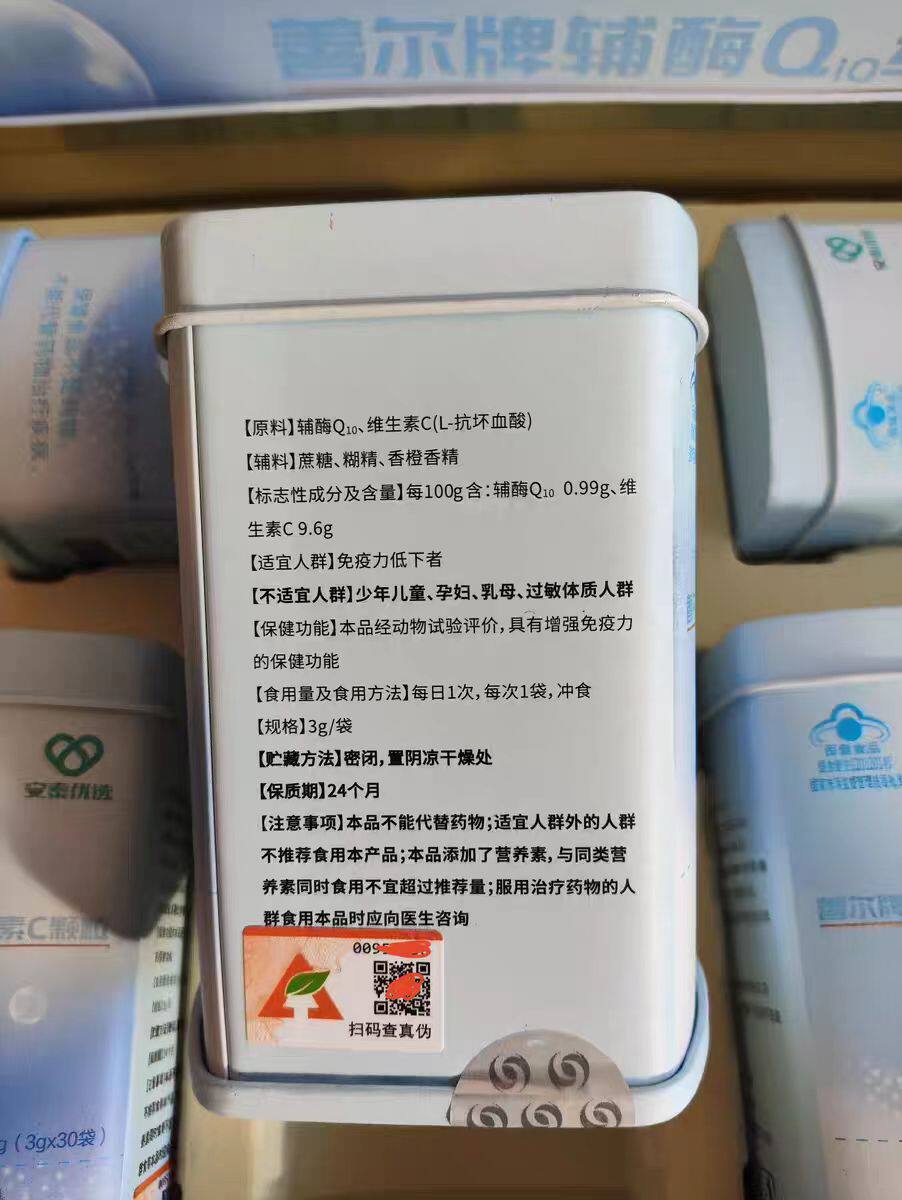 善尔牌辅酶Q10
【原料】辅酶Q₁₀、维生素C(L-抗坏血酸)
【辅料】蔗糖、糊精、香橙香精
【标志性成分及含量】每100g含:辅酶Q₁₀ 0.99g、维
生素C 9.6g
【适宜人群】免疫力低下者
【不适宜人群】少年儿童、孕妇、乳母、过敏体质人群
【保健功能】本品经动物试验评价,具有增强免疫力
的保健功能
【食用量及食用方法】每日1次,每次1袋,冲食
【规格】3g/袋
【贮藏方法】密闭,置阴凉干燥处
【保质期】24个月
【注意事项】本品不能代替药物;适宜人群外的人群
不推荐食用本产品;本品添加了营养素,与同类营
养素同时食用不宜超过推荐量;服用治疗药物的人
群食用本品时应向医生咨询
扫码查真伪
安泰优选
素C颗粒
g(3gx30袋)
保健食品
善尔牌